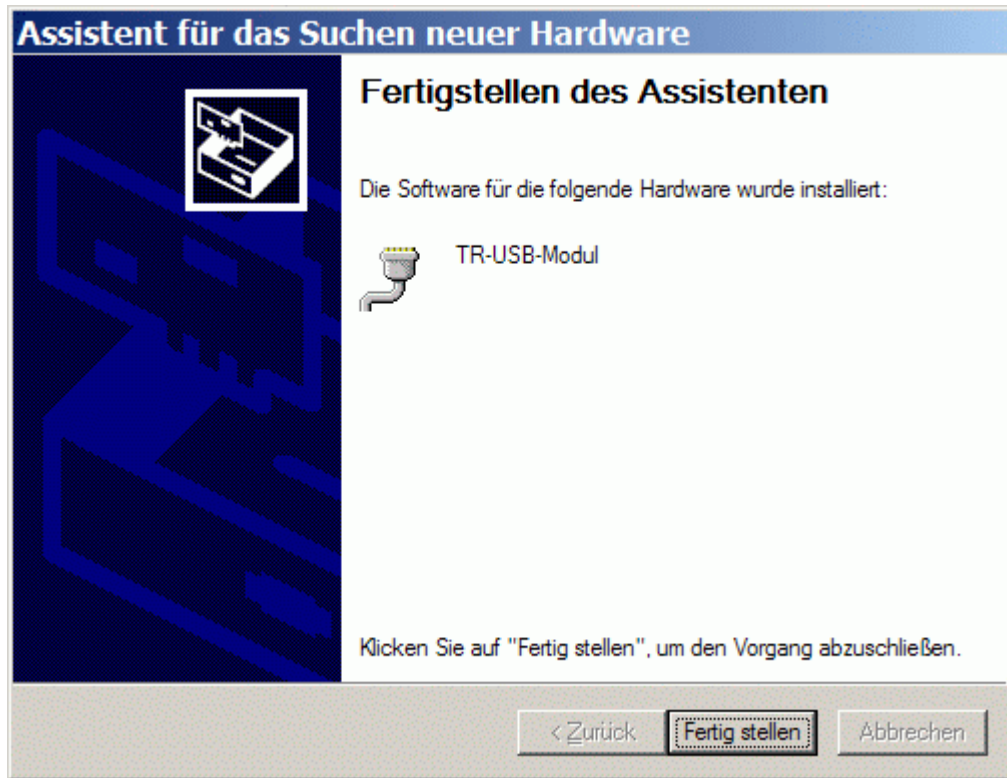 Assistent für das Suchen neuer Hardware
Fertigstellen des Assistenten
Die Software für die folgende Hardware wurde installiert:
TR-USB-Modul
Klicken Sie auf "Fertig stellen", um den Vorgang abzuschließen.
< Zurück Fertig stellen Abbrechen